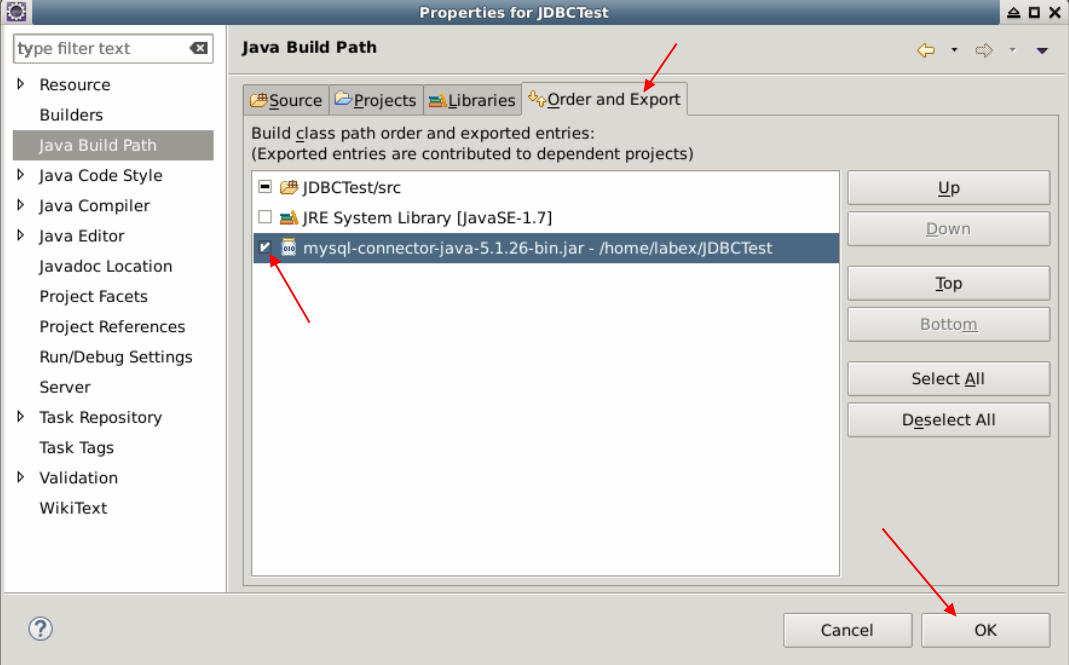 Properties for JDBCTest
type filter text
Resource
Builders
Java Build Path
Java Code Style
Java Compiler
Java Editor
Javadoc Location
Project Facets
Project References
Run/Debug Settings
Server
Task Repository
Task Tags
Validation
WikiText
Java Build Path
Source
Projects
Libraries
Order and Export
Build class path order and exported entries:
(Exported entries are contributed to dependent projects)
JDBCTest/src
JRE System Library [JavaSE-1.7]
mysql-connector-java-5.1.26-bin.jar - /home/labex/JDBCTest
Up
Down
Top
Bottom
Select All
Deselect All
?
Cancel
OK